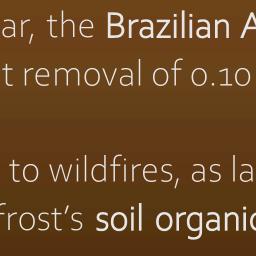 ar, the Brazilian A
t removal of 0.10
to wildfires, as la
frost's soil organic